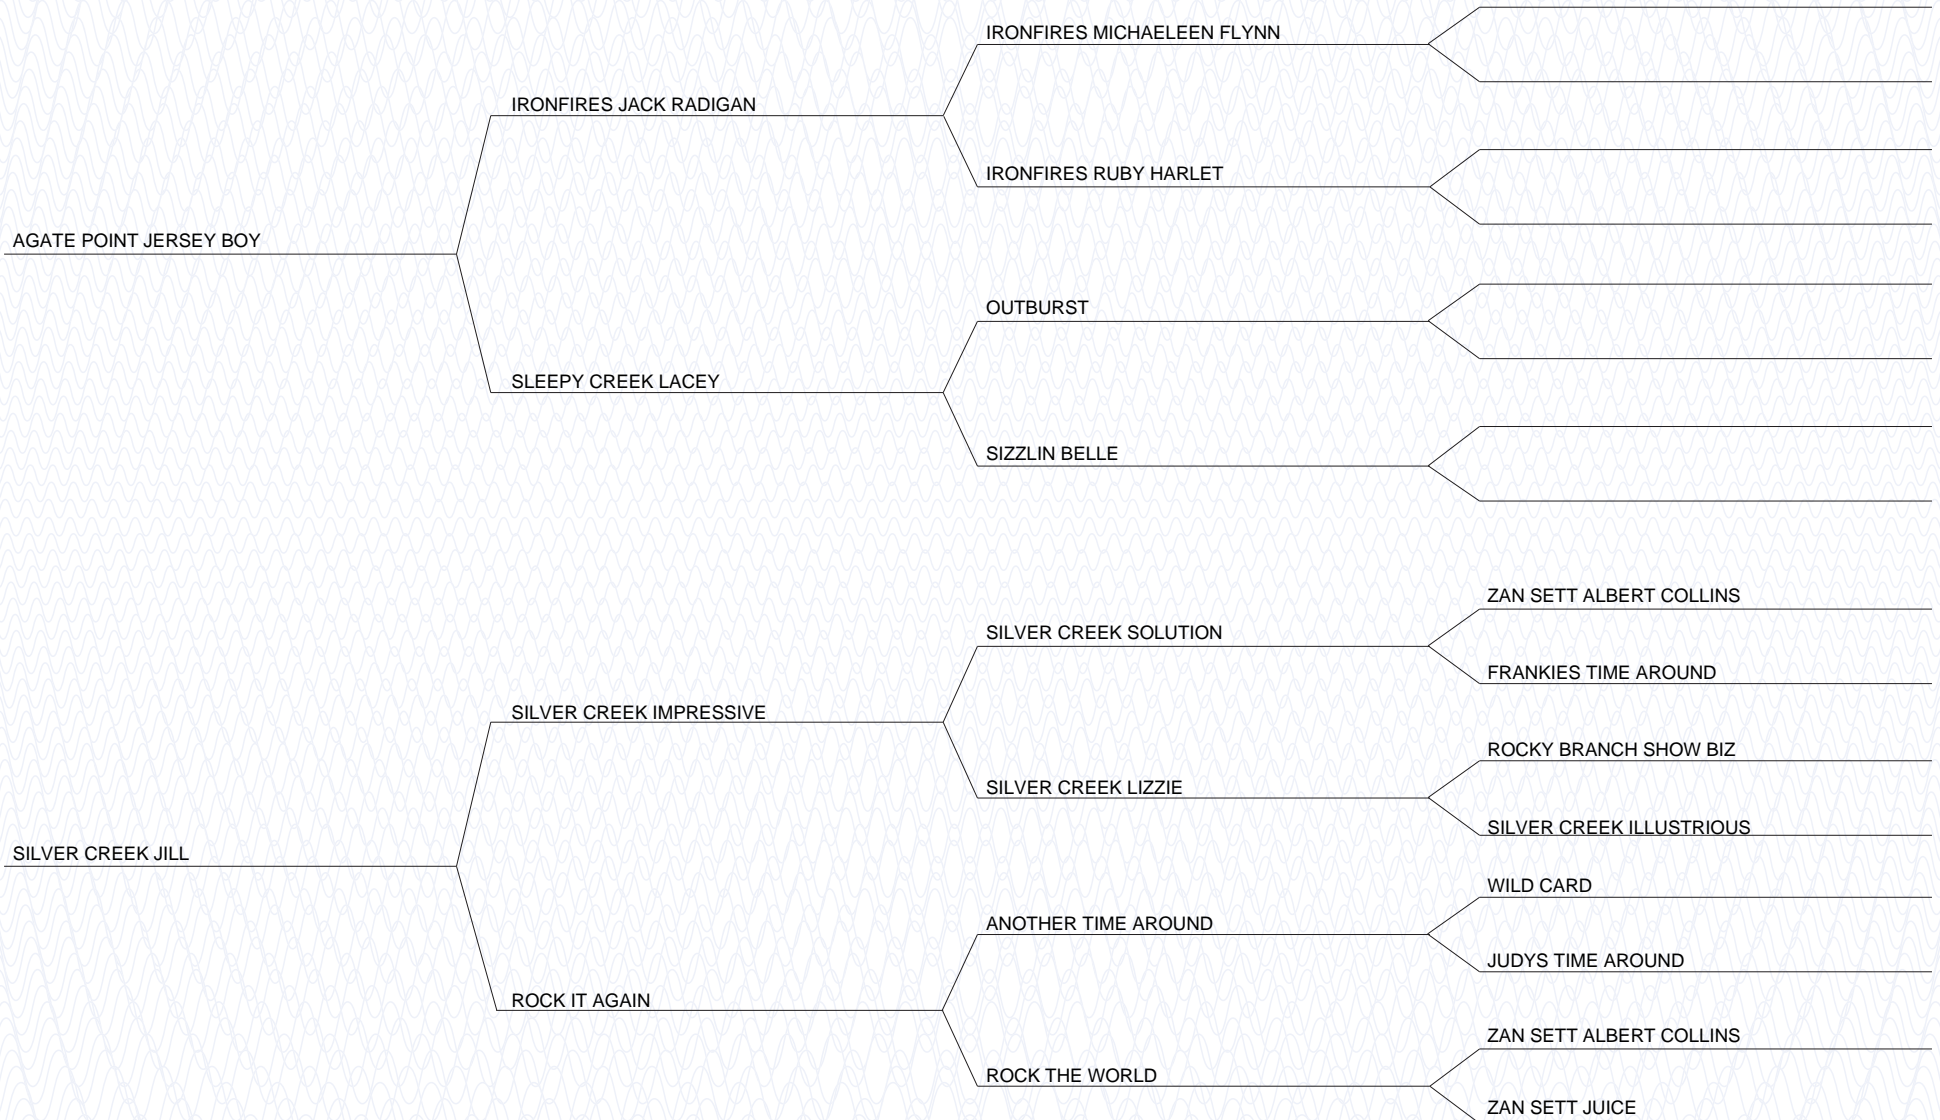 IRONFIRES MICHAELEEN FLYNN
IRONFIRES JACK RADIGAN
IRONFIRES RUBY HARLET
AGATE POINT JERSEY BOY
OUTBURST
SLEEPY CREEK LACEY
SIZZLIN BELLE
ZAN SETT ALBERT COLLINS
SILVER CREEK SOLUTION
FRANKIES TIME AROUND
SILVER CREEK IMPRESSIVE
ROCKY BRANCH SHOW BIZ
SILVER CREEK LIZZIE
SILVER CREEK ILLUSTRIOUS
SILVER CREEK JILL
WILD CARD
ANOTHER TIME AROUND
JUDYS TIME AROUND
ROCK IT AGAIN
ZAN SETT ALBERT COLLINS
ROCK THE WORLD
ZAN SETT JUICE